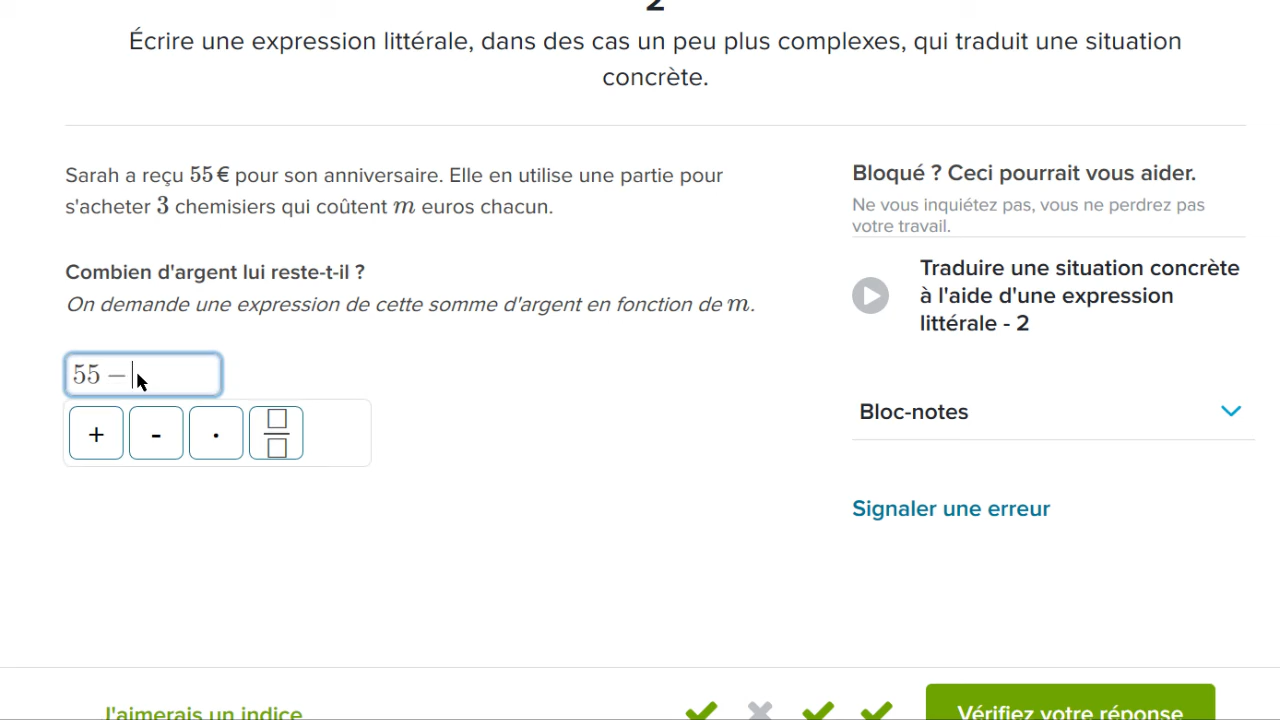 2
Écrire une expression littérale, dans des cas un peu plus complexes, qui traduit une situation
concrète.
Sarah a reçu 55 € pour son anniversaire. Elle en utilise une partie pour
s'acheter 3 chemisiers qui coûtent m euros chacun.
Combien d'argent lui reste-t-il ?
On demande une expression de cette somme d'argent en fonction de m.
55 −
+ - ·
Bloqué ? Ceci pourrait vous aider.
Ne vous inquiétez pas, vous ne perdrez pas
votre travail.
Traduire une situation concrète
à l'aide d'une expression
littérale - 2
Bloc-notes
Signaler une erreur
J'aimerais un indice
Vérifiez votre réponse